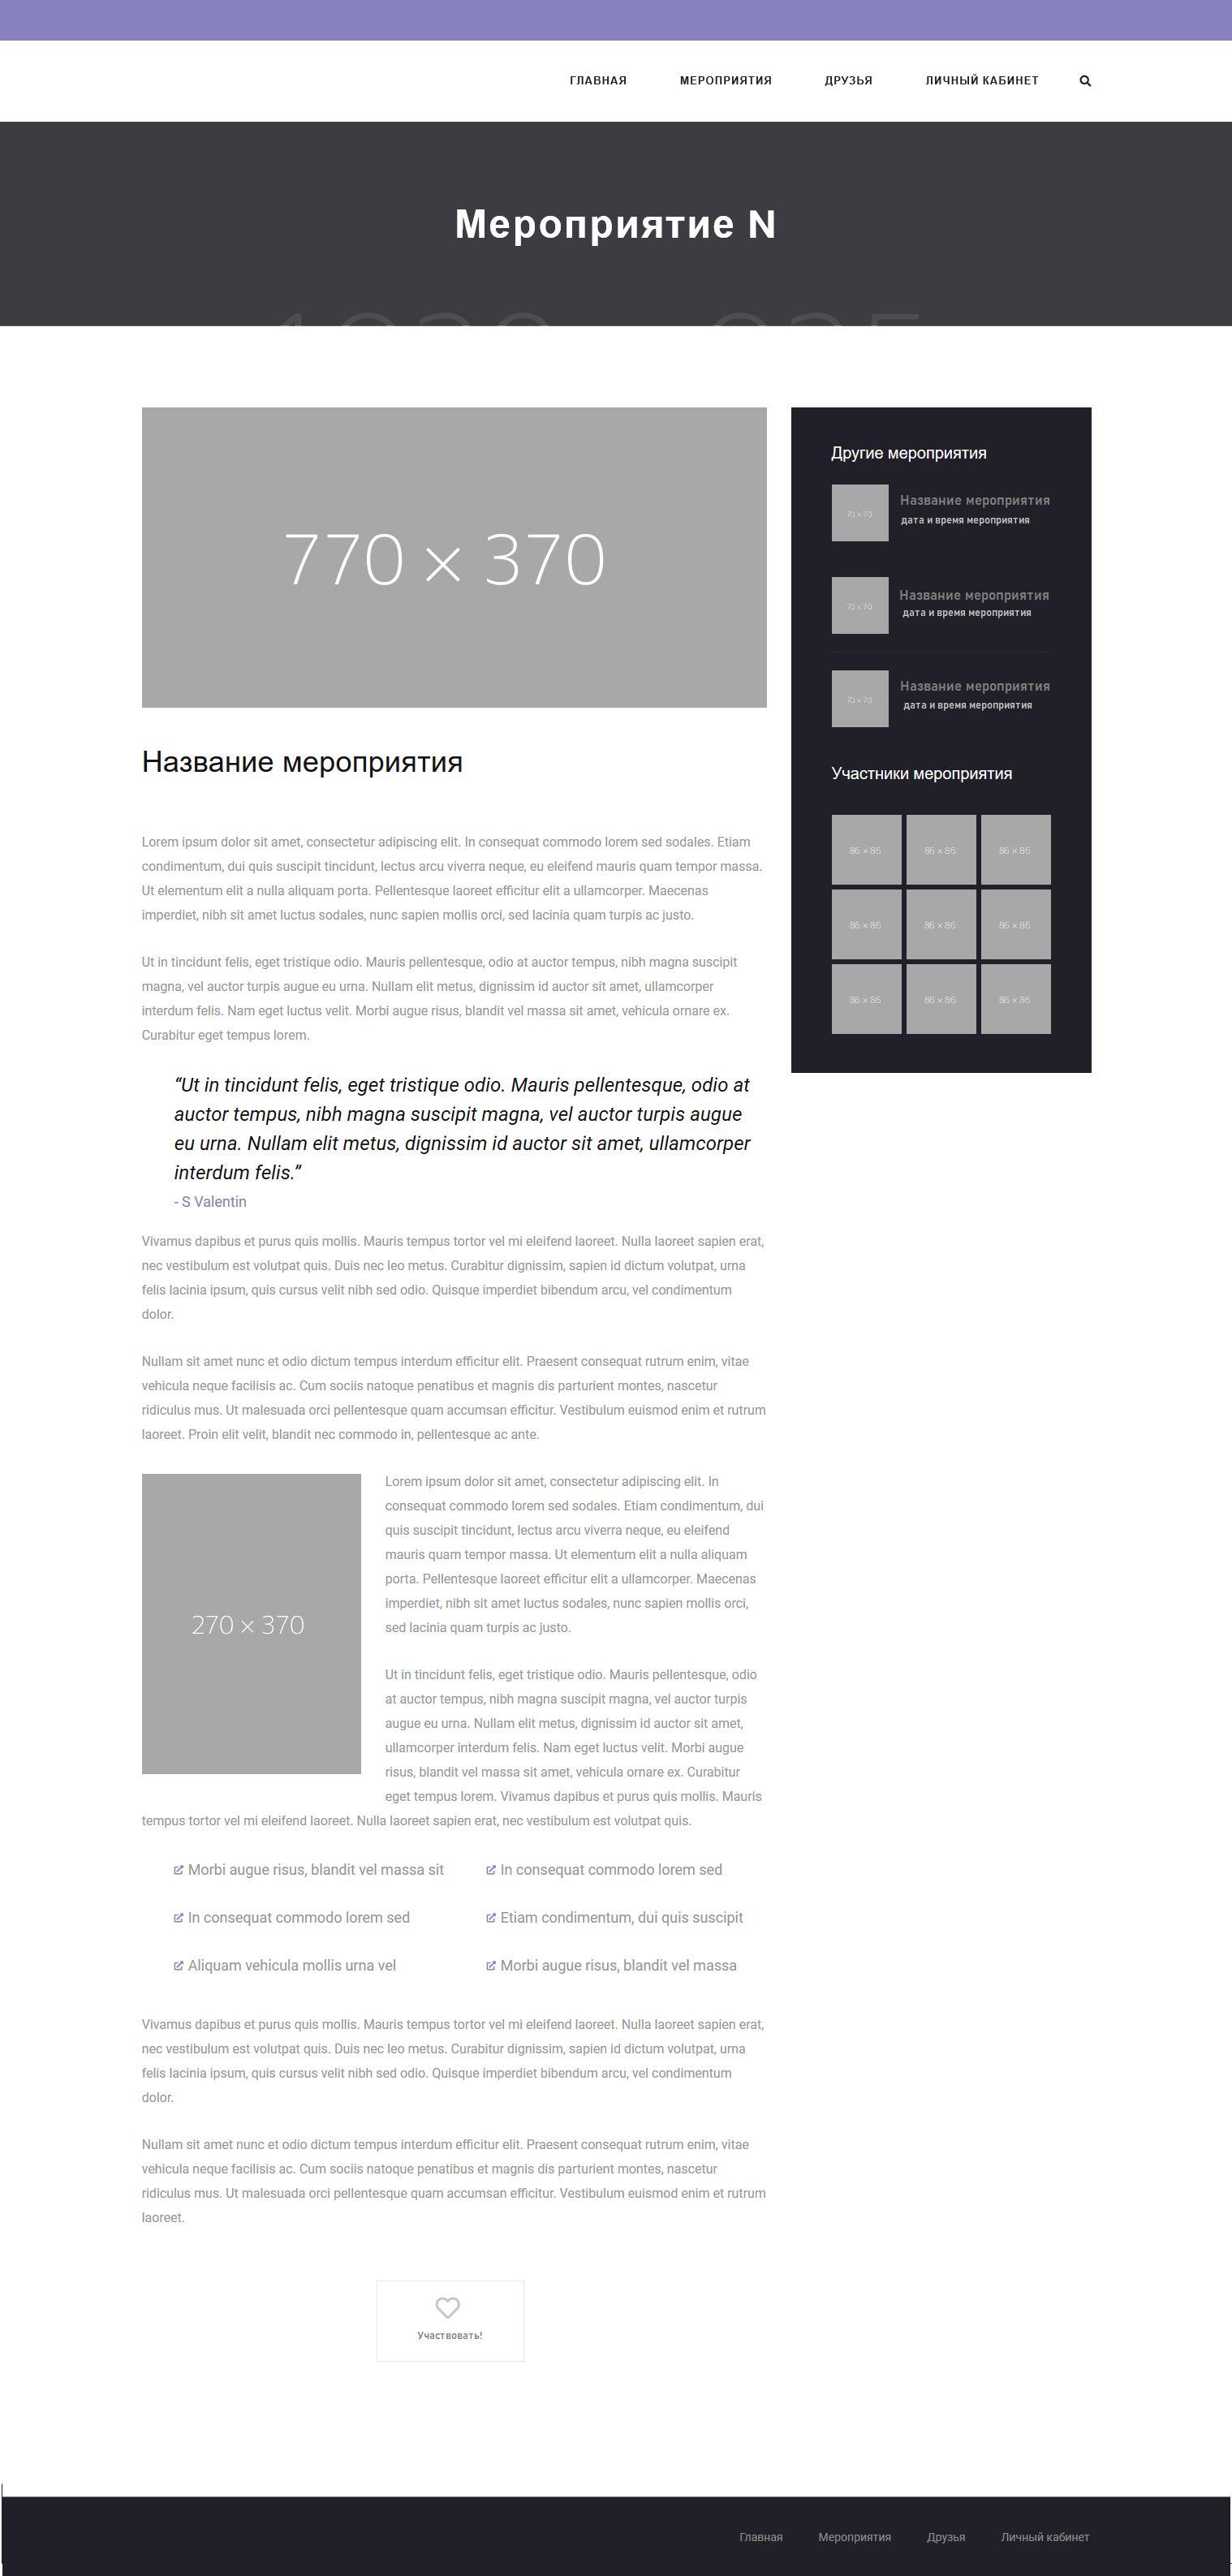 ГЛАВНАЯ МЕРОПРИЯТИЯ ДРУЗЬЯ ЛИЧНЫЙ КАБИНЕТ
Мероприятие N
770 × 370
Название мероприятия
Lorem ipsum dolor sit amet, consectetur adipiscing elit. In consequat commodo lorem sed sodales. Etiam
condimentum, dui quis suscipit tincidunt, lectus arcu viverra neque, eu eleifend mauris quam tempor massa.
Ut elementum elit a nulla aliquam porta. Pellentesque laoreet efficitur elit a ullamcorper. Maecenas
imperdiet, nibh sit amet luctus sodales, nunc sapien mollis orci, sed lacinia quam turpis ac justo.
Ut in tincidunt felis, eget tristique odio. Mauris pellentesque, odio at auctor tempus, nibh magna suscipit
magna, vel auctor turpis augue eu urna. Nullam elit metus, dignissim id auctor sit amet, ullamcorper
interdum felis. Nam eget luctus velit. Morbi augue risus, blandit vel massa sit amet, vehicula ornare ex.
Curabitur eget tempus lorem.
“Ut in tincidunt felis, eget tristique odio. Mauris pellentesque, odio at
auctor tempus, nibh magna suscipit magna, vel auctor turpis augue
eu urna. Nullam elit metus, dignissim id auctor sit amet, ullamcorper
interdum felis.”
- S Valentin
Vivamus dapibus et purus quis mollis. Mauris tempus tortor vel mi eleifend laoreet. Nulla laoreet sapien erat,
nec vestibulum est volutpat quis. Duis nec leo metus. Curabitur dignissim, sapien id dictum volutpat, urna
felis lacinia ipsum, quis cursus velit nibh sed odio. Quisque imperdiet bibendum arcu, vel condimentum
dolor.
Nullam sit amet nunc et odio dictum tempus interdum efficitur elit. Praesent consequat rutrum enim, vitae
vehicula neque facilisis ac. Cum sociis natoque penatibus et magnis dis parturient montes, nascetur
ridiculus mus. Ut malesuada orci pellentesque quam accumsan efficitur. Vestibulum euismod enim et rutrum
laoreet. Proin elit velit, blandit nec commodo in, pellentesque ac ante.
270 × 370
Lorem ipsum dolor sit amet, consectetur adipiscing elit. In
consequat commodo lorem sed sodales. Etiam condimentum, dui
quis suscipit tincidunt, lectus arcu viverra neque, eu eleifend
mauris quam tempor massa. Ut elementum elit a nulla aliquam
porta. Pellentesque laoreet efficitur elit a ullamcorper. Maecenas
imperdiet, nibh sit amet luctus sodales, nunc sapien mollis orci,
sed lacinia quam turpis ac justo.
Ut in tincidunt felis, eget tristique odio. Mauris pellentesque, odio
at auctor tempus, nibh magna suscipit magna, vel auctor turpis
augue eu urna. Nullam elit metus, dignissim id auctor sit amet,
ullamcorper interdum felis. Nam eget luctus velit. Morbi augue
risus, blandit vel massa sit amet, vehicula ornare ex. Curabitur
eget tempus lorem. Vivamus dapibus et purus quis mollis. Mauris
tempus tortor vel mi eleifend laoreet. Nulla laoreet sapien erat, nec vestibulum est volutpat quis.
Morbi augue risus, blandit vel massa sit
In consequat commodo lorem sed
In consequat commodo lorem sed
Etiam condimentum, dui quis suscipit
Aliquam vehicula mollis urna vel
Morbi augue risus, blandit vel massa
Vivamus dapibus et purus quis mollis. Mauris tempus tortor vel mi eleifend laoreet. Nulla laoreet sapien erat,
nec vestibulum est volutpat quis. Duis nec leo metus. Curabitur dignissim, sapien id dictum volutpat, urna
felis lacinia ipsum, quis cursus velit nibh sed odio. Quisque imperdiet bibendum arcu, vel condimentum
dolor.
Nullam sit amet nunc et odio dictum tempus interdum efficitur elit. Praesent consequat rutrum enim, vitae
vehicula neque facilisis ac. Cum sociis natoque penatibus et magnis dis parturient montes, nascetur
ridiculus mus. Ut malesuada orci pellentesque quam accumsan efficitur. Vestibulum euismod enim et rutrum
laoreet.
Участвовать!
Другие мероприятия
70 × 70
Название мероприятия
дата и время мероприятия
70 × 70
Название мероприятия
дата и время мероприятия
70 × 70
Название мероприятия
дата и время мероприятия
Участники мероприятия
86 × 86 86 × 86 86 × 86
86 × 86 86 × 86 86 × 86
86 × 86 86 × 86 86 × 86
Главная Мероприятия Друзья Личный кабинет